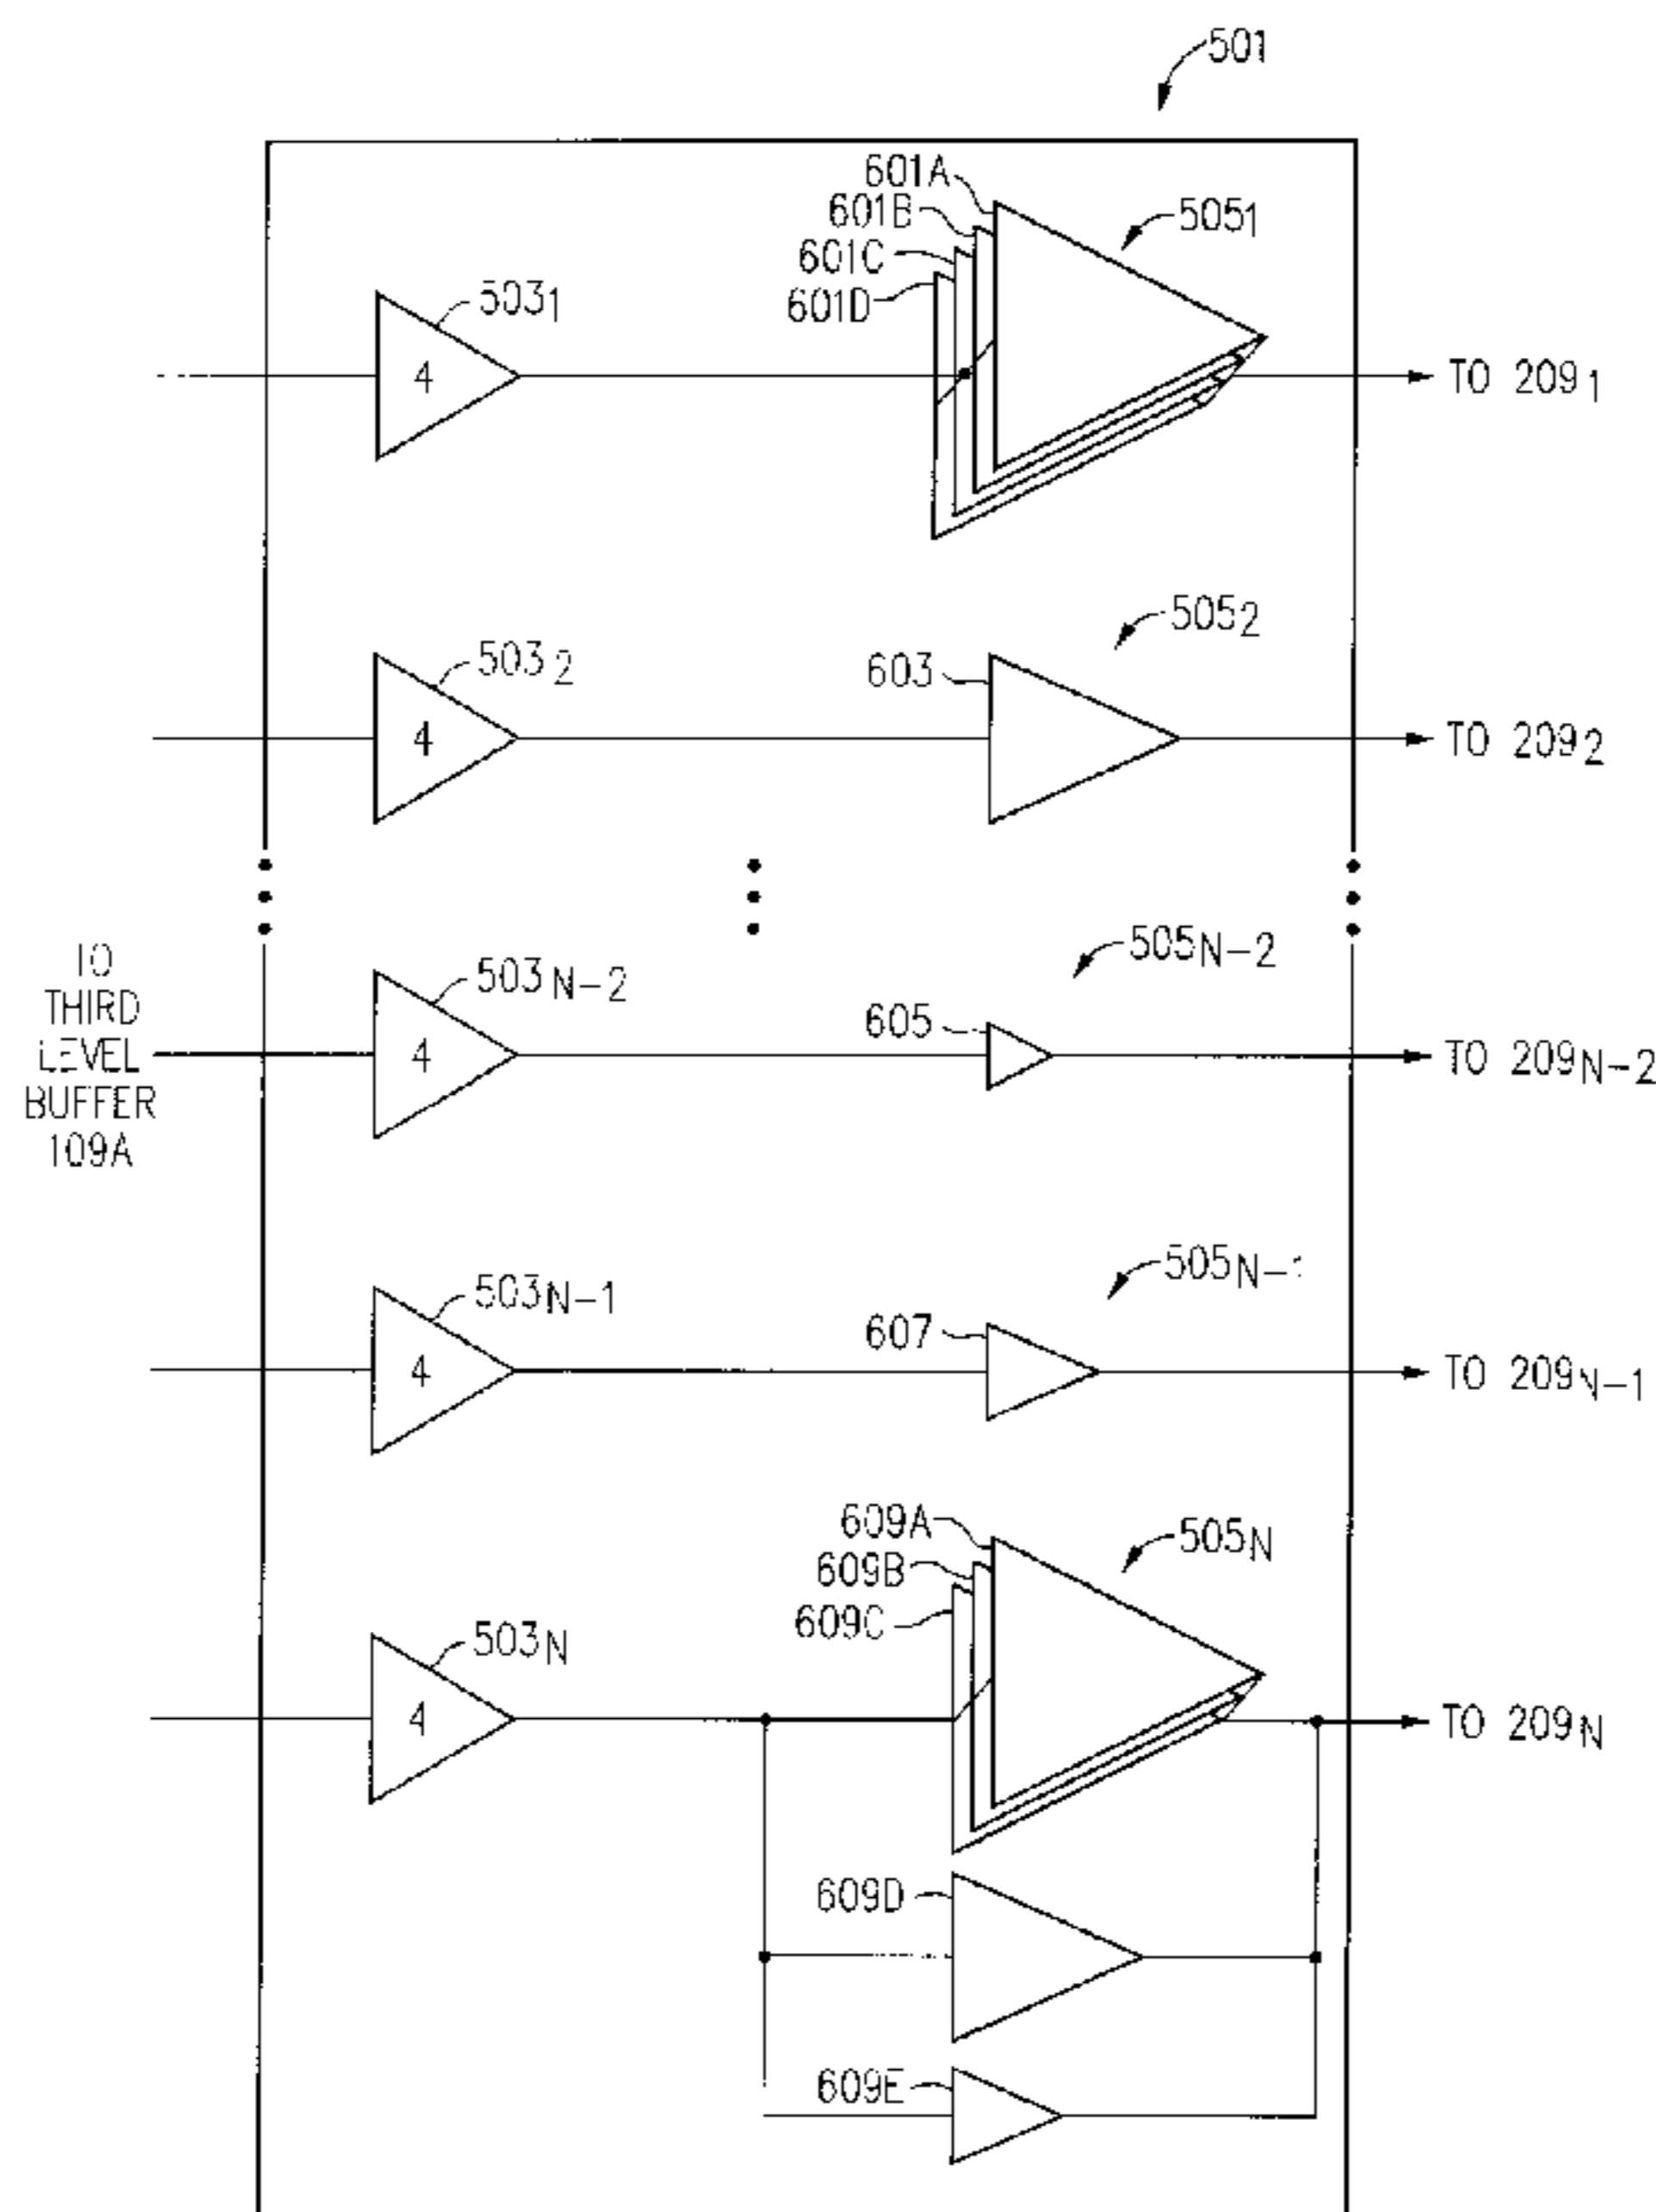 501
601A
601B
601C
601D
505₁
503₁
4
TO 209₁
505₂
503₂
603
4
TO 209₂
505N-2
503N-2
605
TO
THIRD
LEVEL
BUFFER
109A
4
TO 209N-2
505N-1
503N-1
607
4
TO 209N-1
609A
609B
609C
505N
503N
4
TO 209N
609D
609E